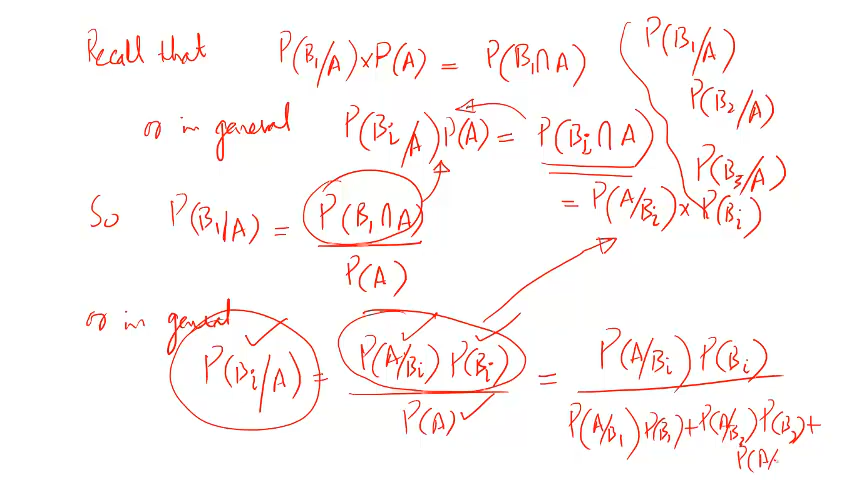 Recall that P(B₁/A)×P(A) = P(B₁∩A)
P(B₁/A)
P(B₂/A)
P(B₃/A)
or in general P(Bᵢ/A)P(A) = P(Bᵢ∩A)
= P(A/Bᵢ)× P(Bᵢ)
So P(B₁/A) = P(B₁∩A)
P(A)
or in general
P(Bᵢ/A) = P(A/Bᵢ) P(Bᵢ) = P(A/Bᵢ) P(Bᵢ)
P(A) P(A/B₁) P(B₁)+P(A/B₂)P(B₂)+
P(A/